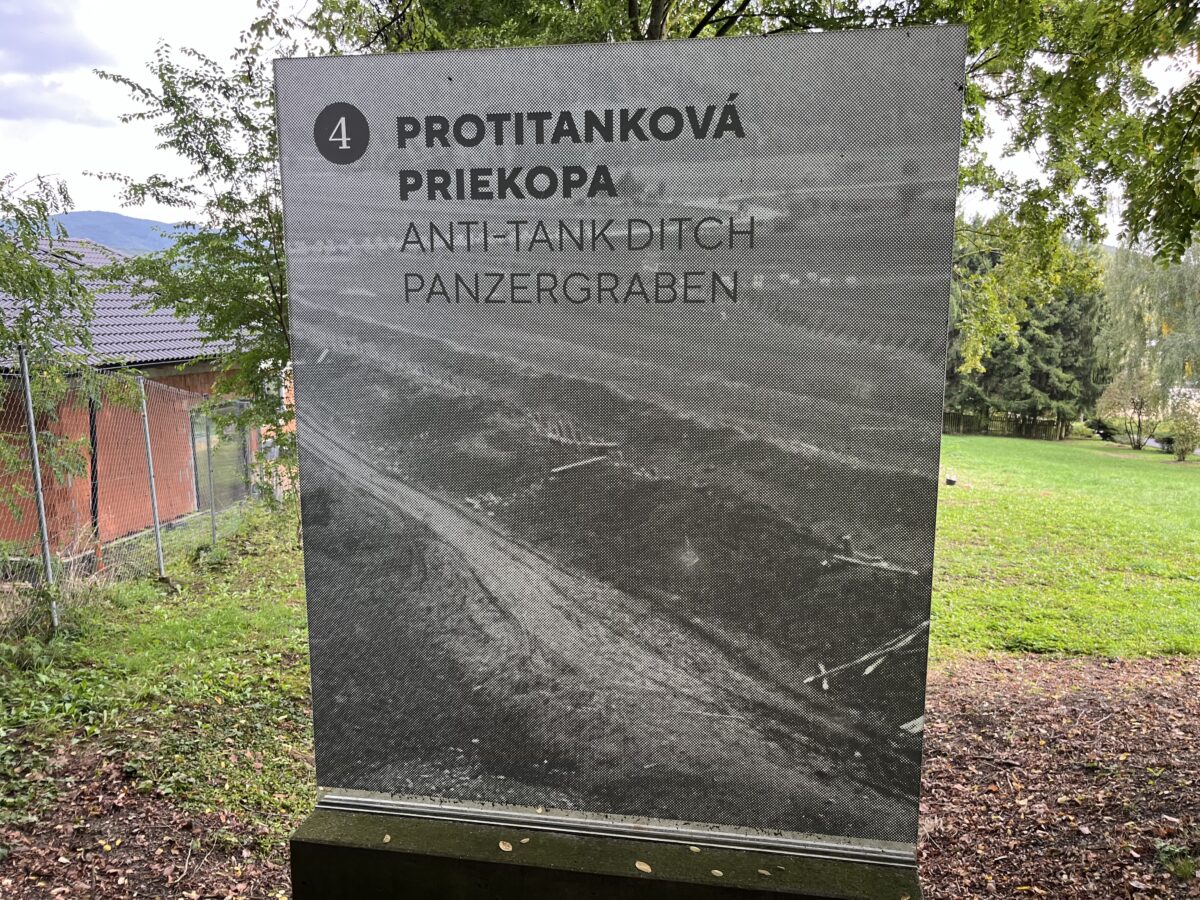 4 PROTITANKOVÁ
PRIEKOPA
ANTI-TANK DITCH
PANZERGRABEN